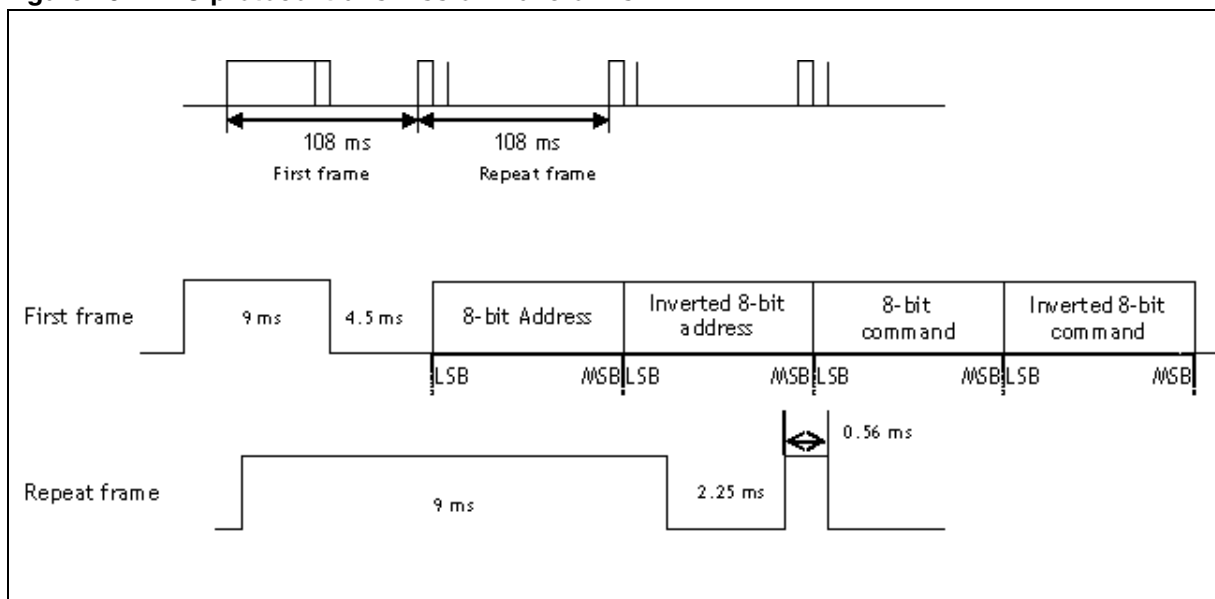 108 ms
108 ms
First frame
Repeat frame
First frame
9 ms
4.5 ms
8-bit Address
Inverted 8-bit
address
8-bit
command
Inverted 8-bit
command
LSB
MSB
LSB
MSB
LSB
MSB
LSB
MSB
0.56 ms
Repeat frame
9 ms
2.25 ms